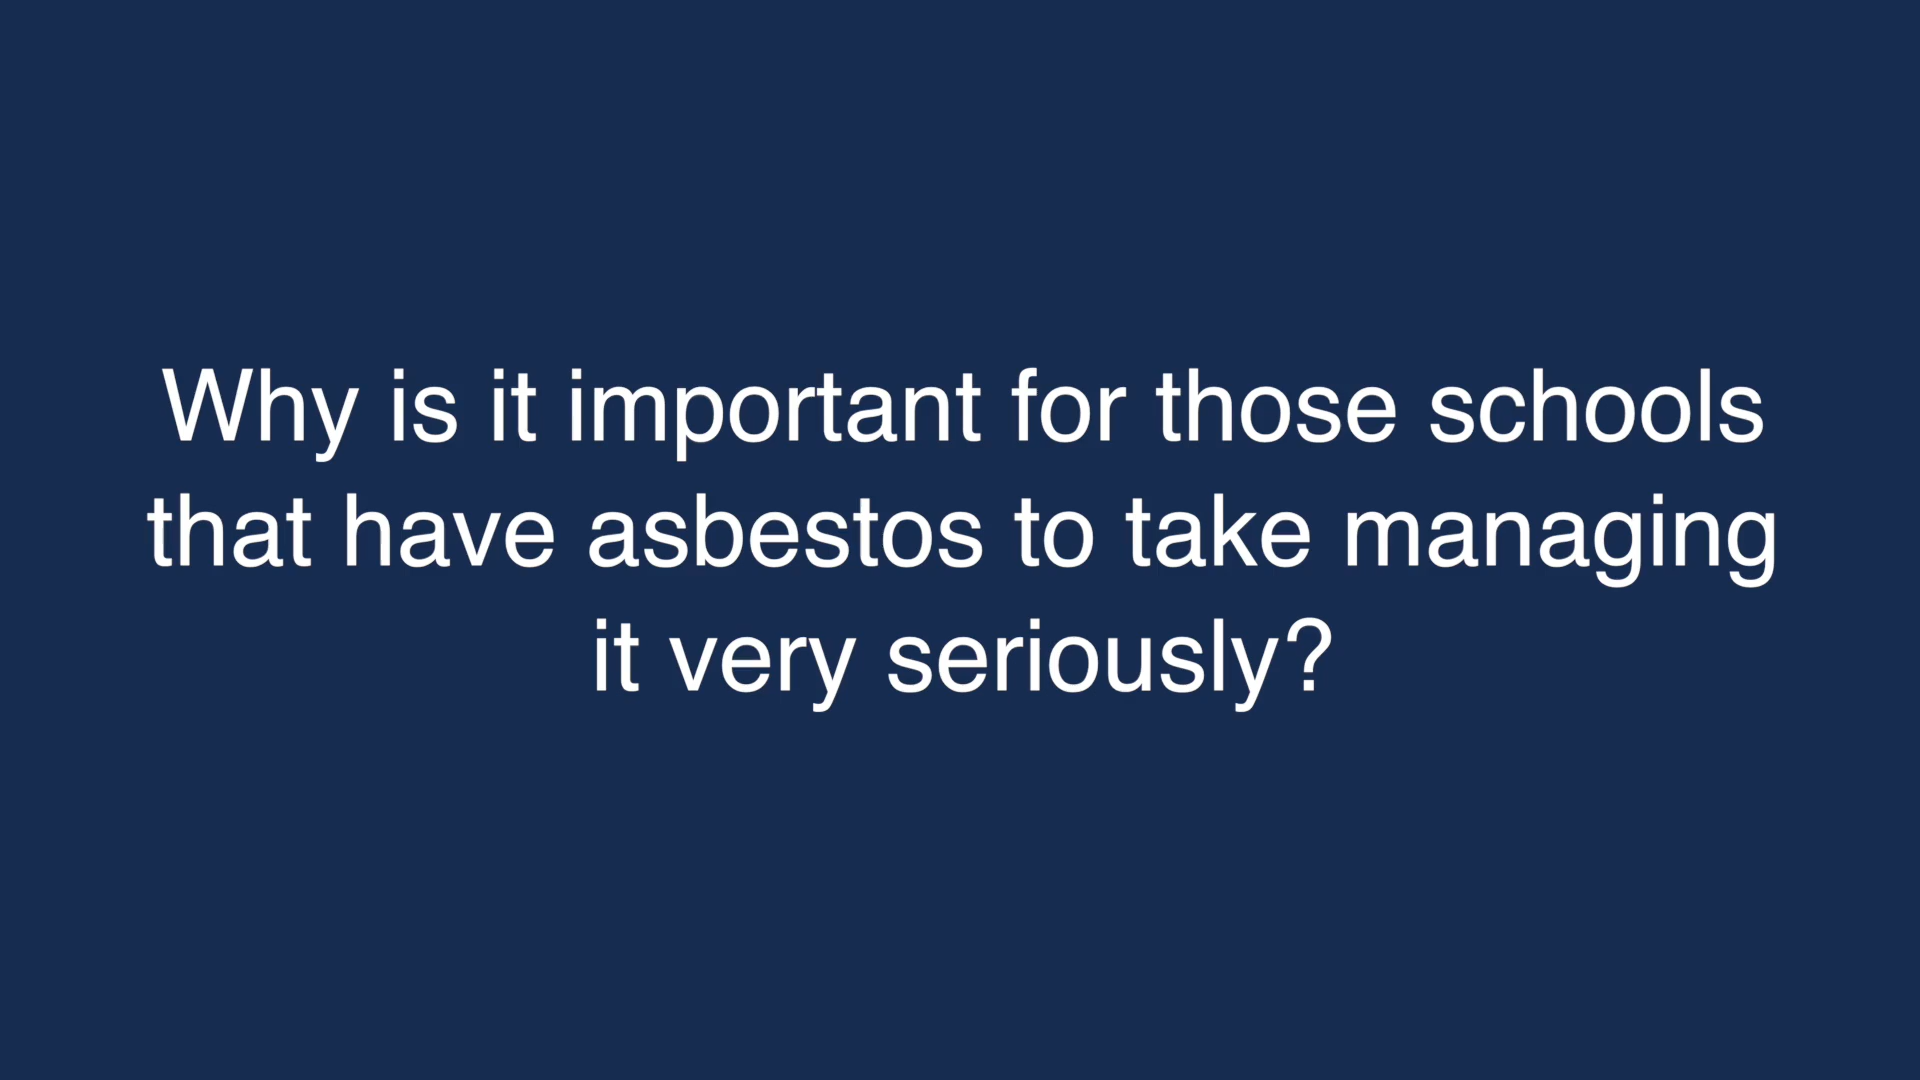 Why is it important for those schools
that have asbestos to take managing
it very seriously?